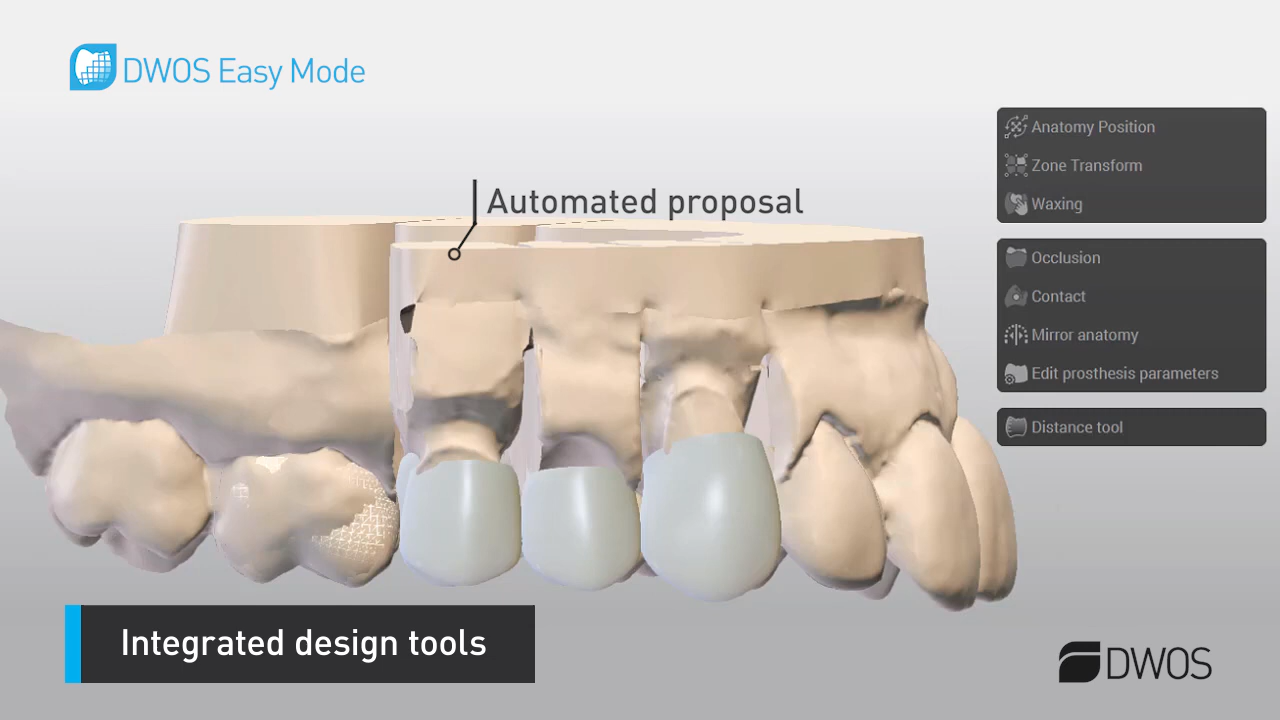 DWOS Easy Mode
Automated proposal
Anatomy Position
Zone Transform
Waxing
Occlusion
Contact
Mirror anatomy
Edit prosthesis parameters
Distance tool
Integrated design tools
DWOS